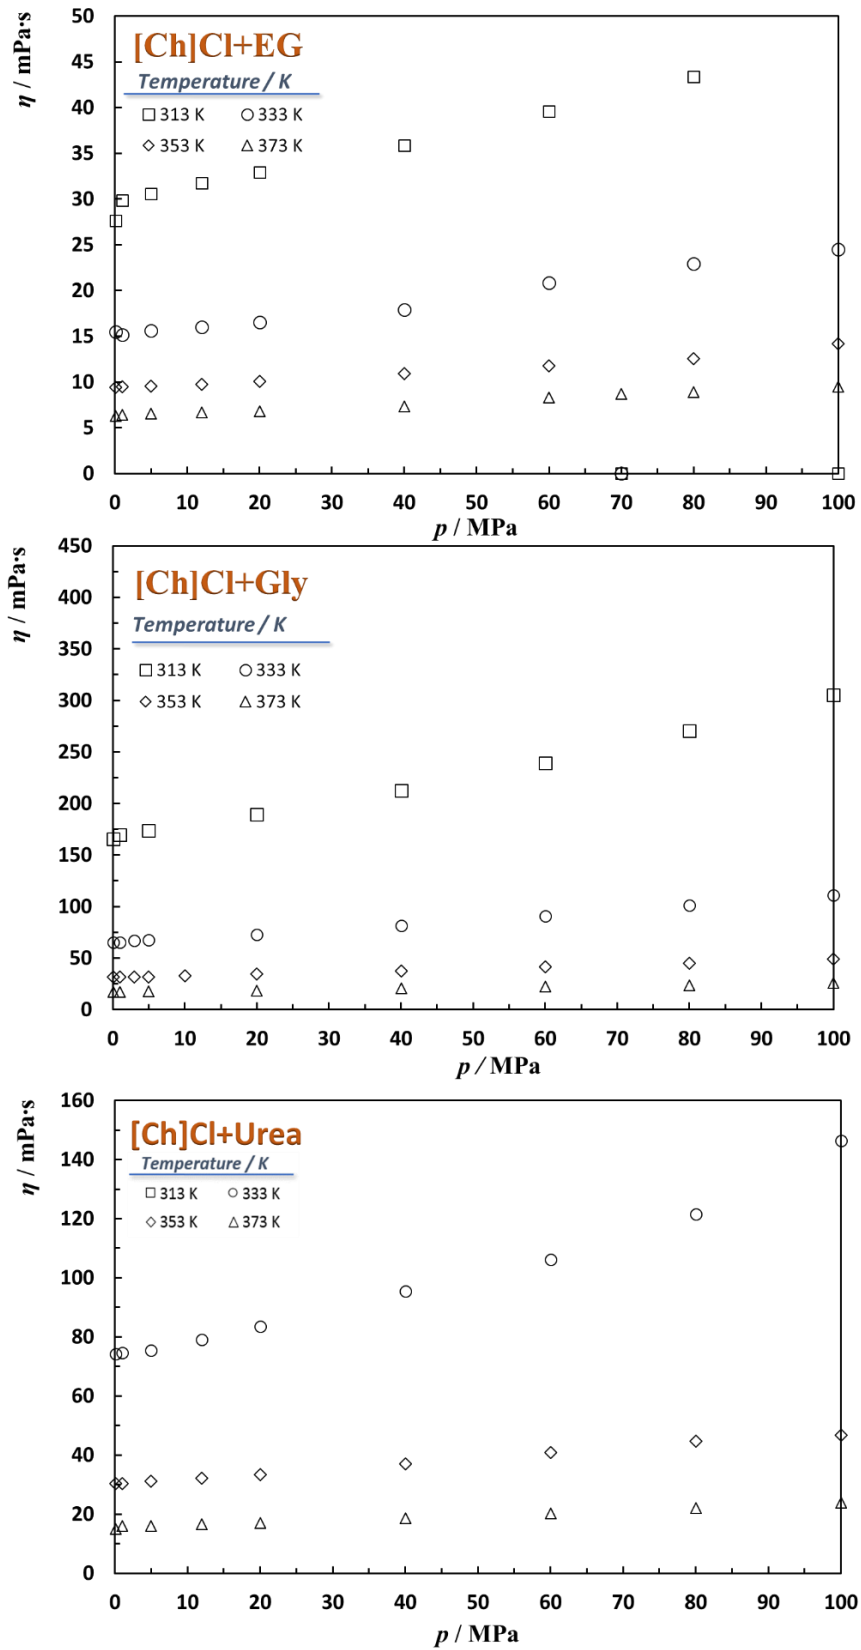 [Ch]Cl+EG
Temperature / K
□ 313 K ○ 333 K
◇ 353 K △ 373 K
η / mPa·s
50
45
40
35
30
25
20
15
10
5
0
0 10 20 30 40 50 60 70 80 90 100
p / MPa
[Ch]Cl+Gly
Temperature / K
□ 313 K ○ 333 K
◇ 353 K △ 373 K
η / mPa·s
450
400
350
300
250
200
150
100
50
0
0 10 20 30 40 50 60 70 80 90 100
p / MPa
[Ch]Cl+Urea
Temperature / K
□ 313 K ○ 333 K
◇ 353 K △ 373 K
η / mPa·s
160
140
120
100
80
60
40
20
0
0 10 20 30 40 50 60 70 80 90 100
p / MPa